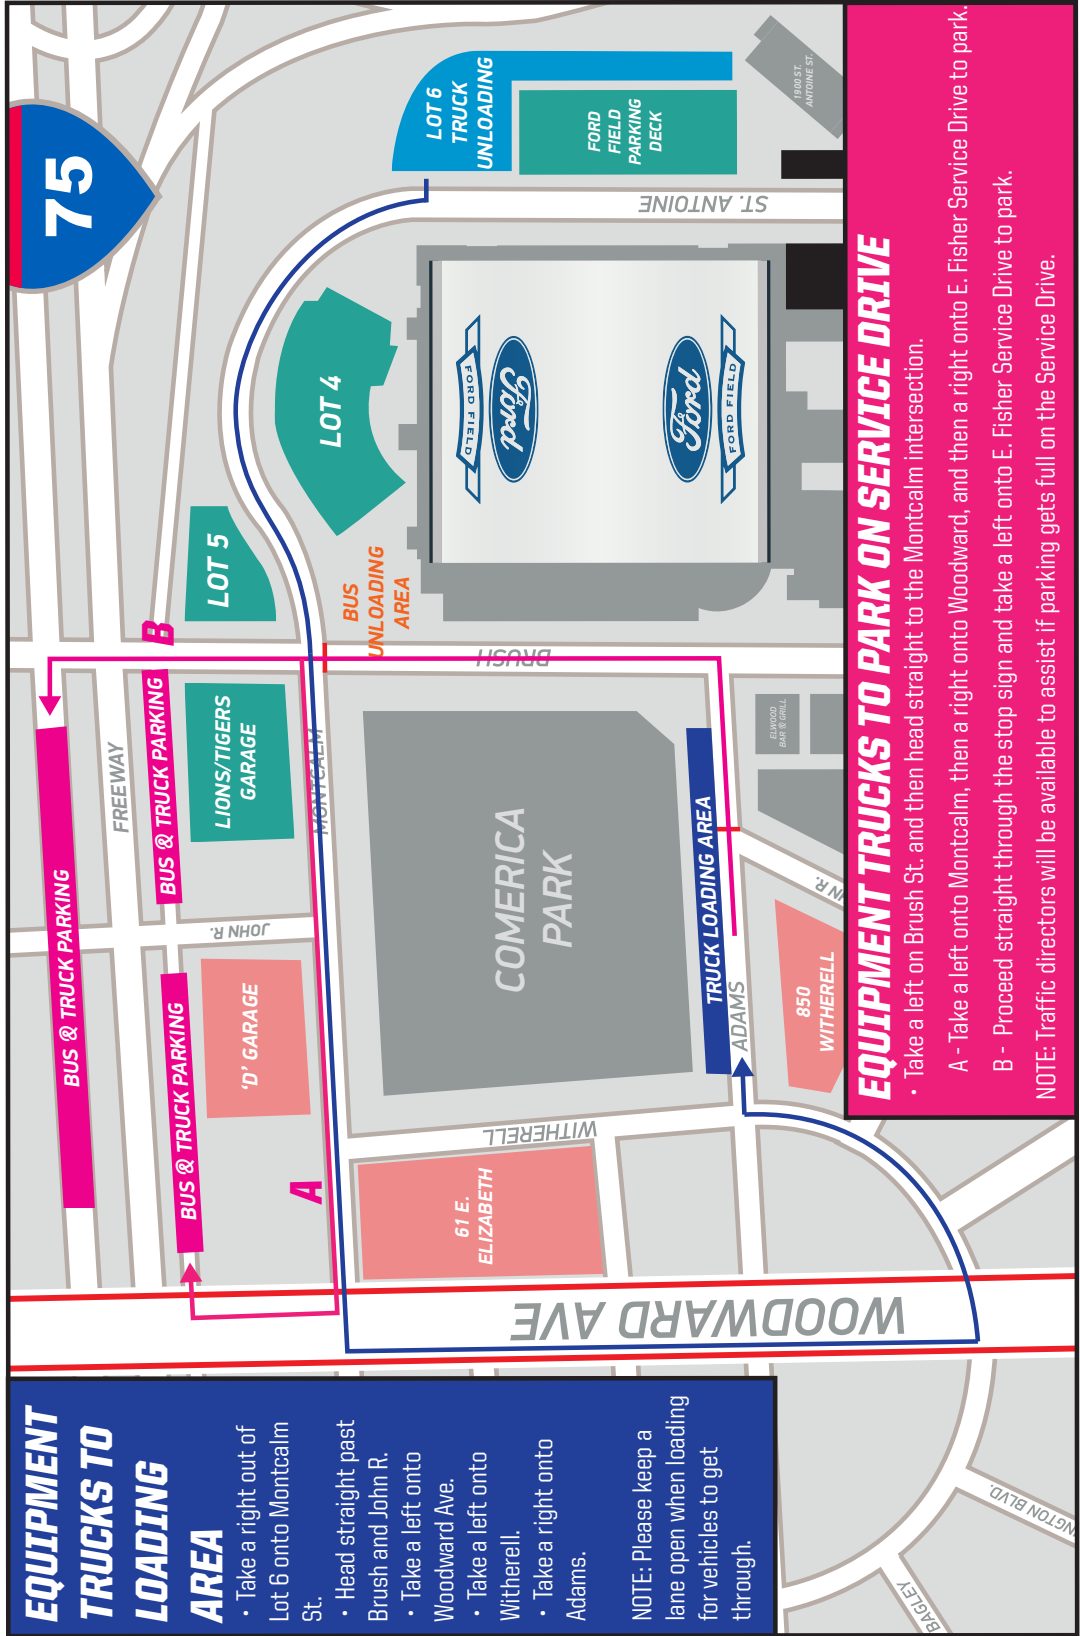 EQUIPMENT
TRUCKS TO
LOADING
AREA
• Take a right out of
Lot 6 onto Montcalm
St.
• Head straight past
Brush and John R.
• Take a left onto
Woodward Ave.
• Take a left onto
Witherell.
• Take a right onto
Adams.
NOTE: Please keep a
lane open when loading
for vehicles to get
through.
75
BUS & TRUCK PARKING
FREEWAY
BUS & TRUCK PARKING
BUS & TRUCK PARKING
A
B
'D' GARAGE
JOHN R.
LIONS/TIGERS
GARAGE
LOT 5
MONTCALM
LOT 4
BUS
UNLOADING
AREA
LOT 6
TRUCK
UNLOADING
FORD
FIELD
PARKING
DECK
1900 ST.
ANTOINE ST.
ST. ANTOINE
FORD FIELD
Ford
Ford
FORD FIELD
BRUSH
61 E.
ELIZABETH
WITHERELL
COMERICA
PARK
TRUCK LOADING AREA
ADAMS
ELWOOD
BAR & GRILL
850
WITHERELL
HN R.
WOODWARD AVE
BAGLEY
NGTON BLVD.
EQUIPMENT TRUCKS TO PARK ON SERVICE DRIVE
• Take a left on Brush St. and then head straight to the Montcalm intersection.
A - Take a left onto Montcalm, then a right onto Woodward, and then a right onto E. Fisher Service Drive to park.
B - Proceed straight through the stop sign and take a left onto E. Fisher Service Drive to park.
NOTE: Traffic directors will be available to assist if parking gets full on the Service Drive.